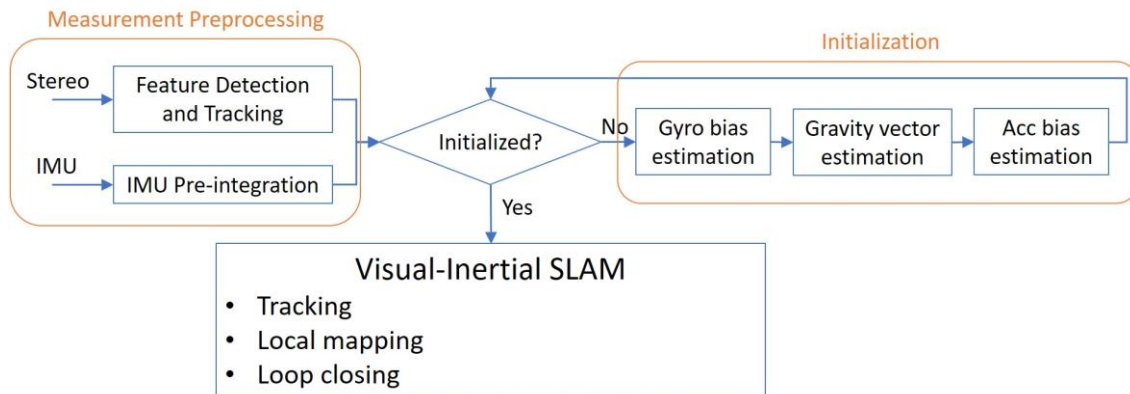 Measurement Preprocessing
Stereo
Feature Detection
and Tracking
IMU
IMU Pre-integration
Initialized?
No
Yes
Initialization
Gyro bias
estimation
Gravity vector
estimation
Acc bias
estimation
Visual-Inertial SLAM
• Tracking
• Local mapping
• Loop closing